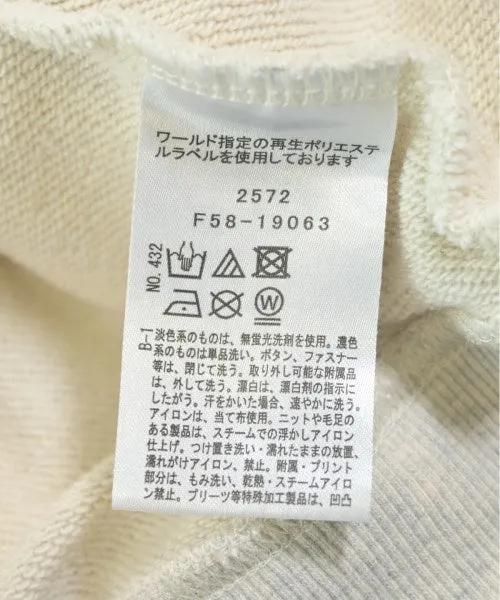 ワールド指定の再生ポリエステ
ルラベルを使用しております
2572
F58-19063
NO. 432
W
B-1
淡色系のものは、無蛍光洗剤を使用。濃色
系のものは単品洗い。ボタン、ファスナー
等は、閉じて洗う。取り外し可能な附属品
は、外して洗う。漂白は、漂白剤の指示に
したがう。汗をかいた場合、速やかに洗う。
アイロンは、当て布使用。ニットや毛足の
ある製品は、スチームでの浮かしアイロン
仕上げ。つけ置き洗い・濡れたままの放置、
濡れがけアイロン、禁止。附属・プリント
部分は、もみ洗い、乾熱・スチームアイロ
ン禁止。プリーツ等特殊加工製品は、凹凸